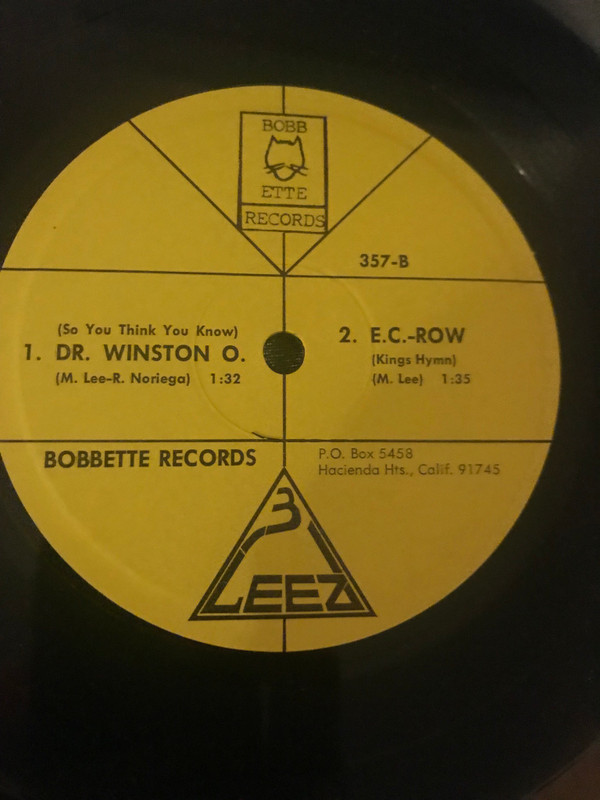 BOBB
ETTE
RECORDS
357-B
(So You Think You Know)
1. DR. WINSTON O.
(M. Lee-R. Noriega) 1:32
2. E.C.-ROW
(Kings Hymn)
(M. Lee) 1:35
BOBBETTE RECORDS
P.O. Box 5458
Hacienda Hts., Calif. 91745
3
LEEZ